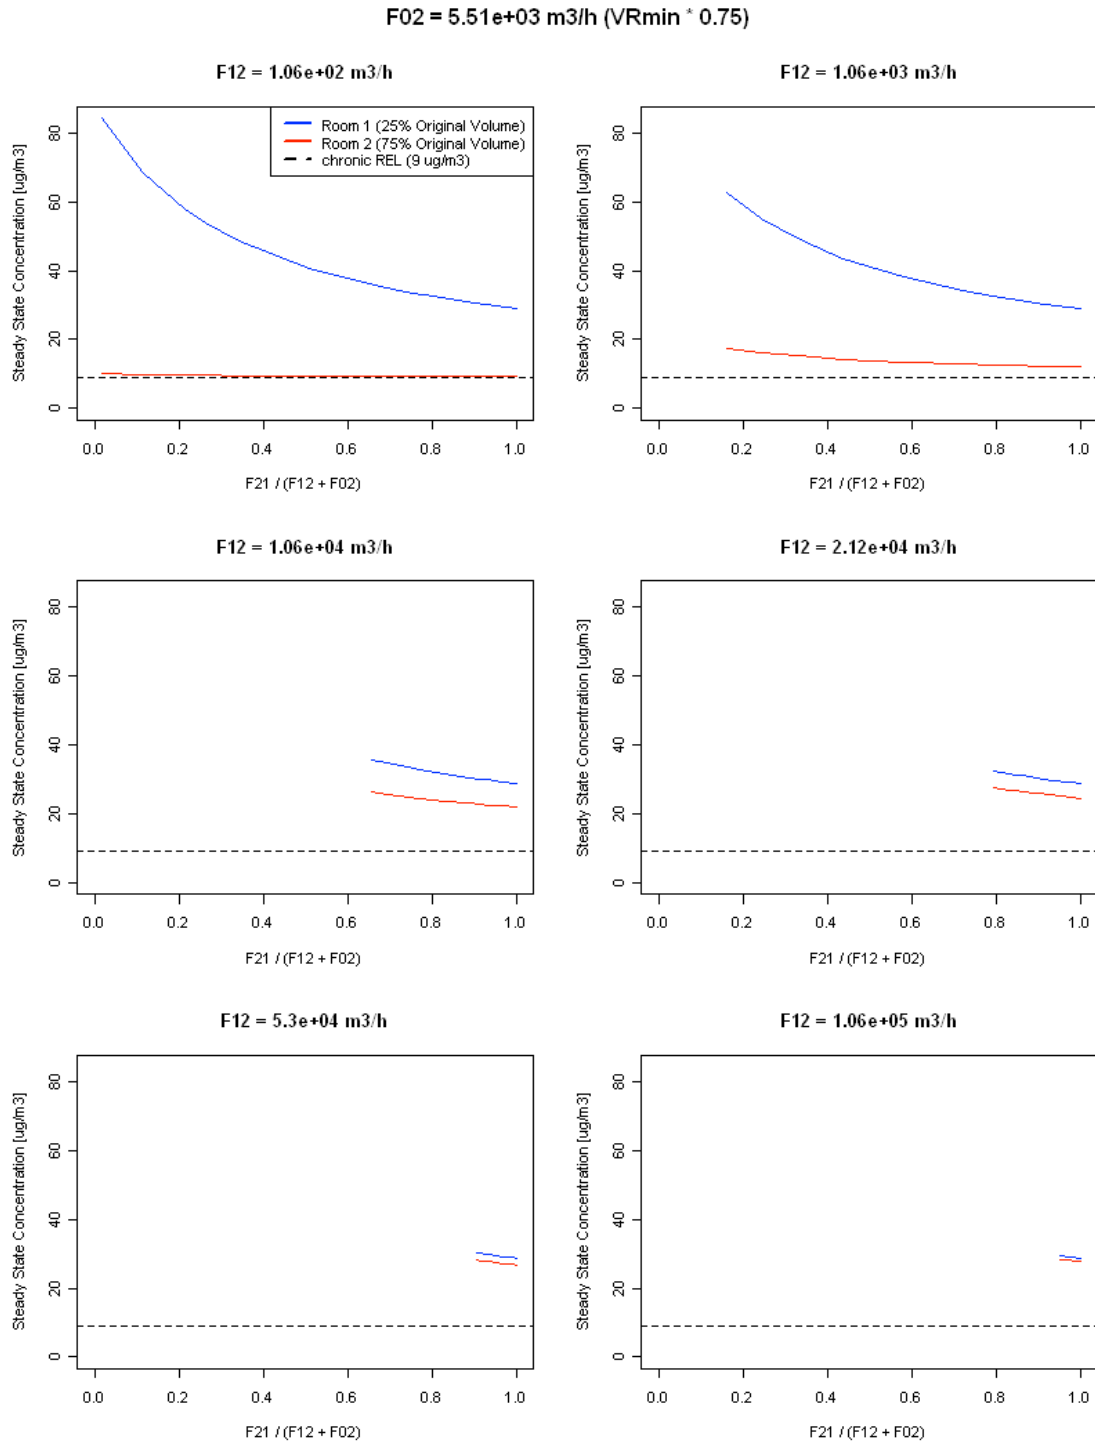 F02 = 5.51e+03 m3/h (VRmin * 0.75)
F12 = 1.06e+02 m3/h
Steady State Concentration [ug/m3]
80
60
40
20
0
Room 1 (25% Original Volume)
Room 2 (75% Original Volume)
chronic REL (9 ug/m3)
0.0 0.2 0.4 0.6 0.8 1.0
F21 / (F12 + F02)
F12 = 1.06e+03 m3/h
Steady State Concentration [ug/m3]
80
60
40
20
0
0.0 0.2 0.4 0.6 0.8 1.0
F21 / (F12 + F02)
F12 = 1.06e+04 m3/h
Steady State Concentration [ug/m3]
80
60
40
20
0
0.0 0.2 0.4 0.6 0.8 1.0
F21 / (F12 + F02)
F12 = 2.12e+04 m3/h
Steady State Concentration [ug/m3]
80
60
40
20
0
0.0 0.2 0.4 0.6 0.8 1.0
F21 / (F12 + F02)
F12 = 5.3e+04 m3/h
Steady State Concentration [ug/m3]
80
60
40
20
0
0.0 0.2 0.4 0.6 0.8 1.0
F21 / (F12 + F02)
F12 = 1.06e+05 m3/h
Steady State Concentration [ug/m3]
80
60
40
20
0
0.0 0.2 0.4 0.6 0.8 1.0
F21 / (F12 + F02)